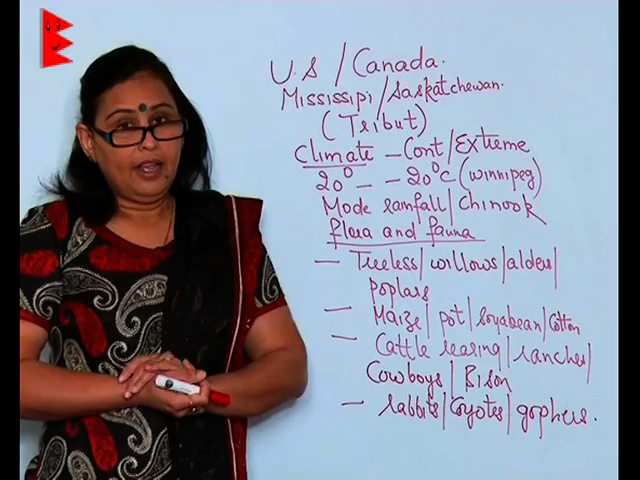 U.S / Canada.
Mississipi / Saskatchewan.
(Tribut)
Climate - Cont / Extreme
20° - - 20°C (Winnipeg)
Mode rainfall / Chinook
flora and fauna
- Treeless / willows / alders /
poplars
- Maize / pot / soyabean / Cotton
- Cattle rearing / ranches /
Cowboys / Bison
- rabbits / Coyotes / gophers.